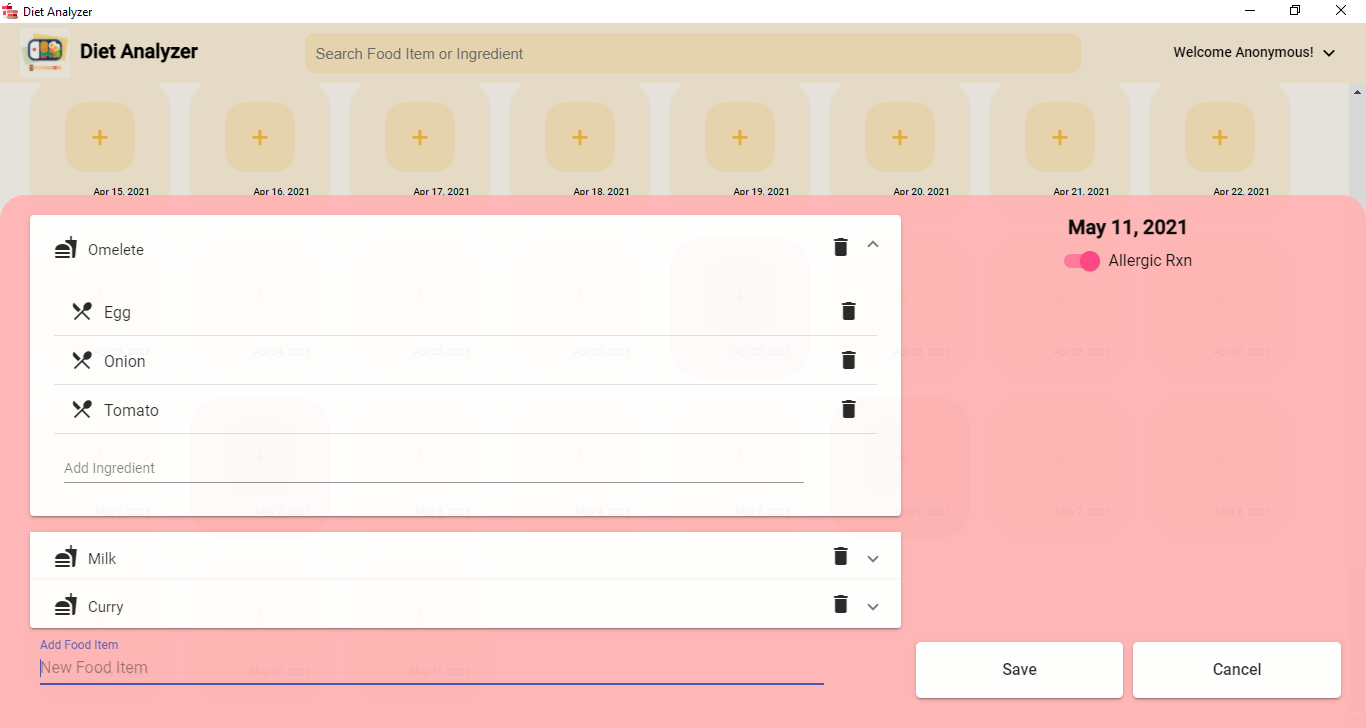 Diet Analyzer
Diet Analyzer
Search Food Item or Ingredient
Welcome Anonymous!
Apr 15, 2021 Apr 16, 2021 Apr 17, 2021 Apr 18, 2021 Apr 19, 2021 Apr 20, 2021 Apr 21, 2021 Apr 22, 2021
May 11, 2021
Allergic Rxn
Omelete
Egg
Onion
Tomato
Add Ingredient
Milk
Curry
Add Food Item
New Food Item
Save
Cancel